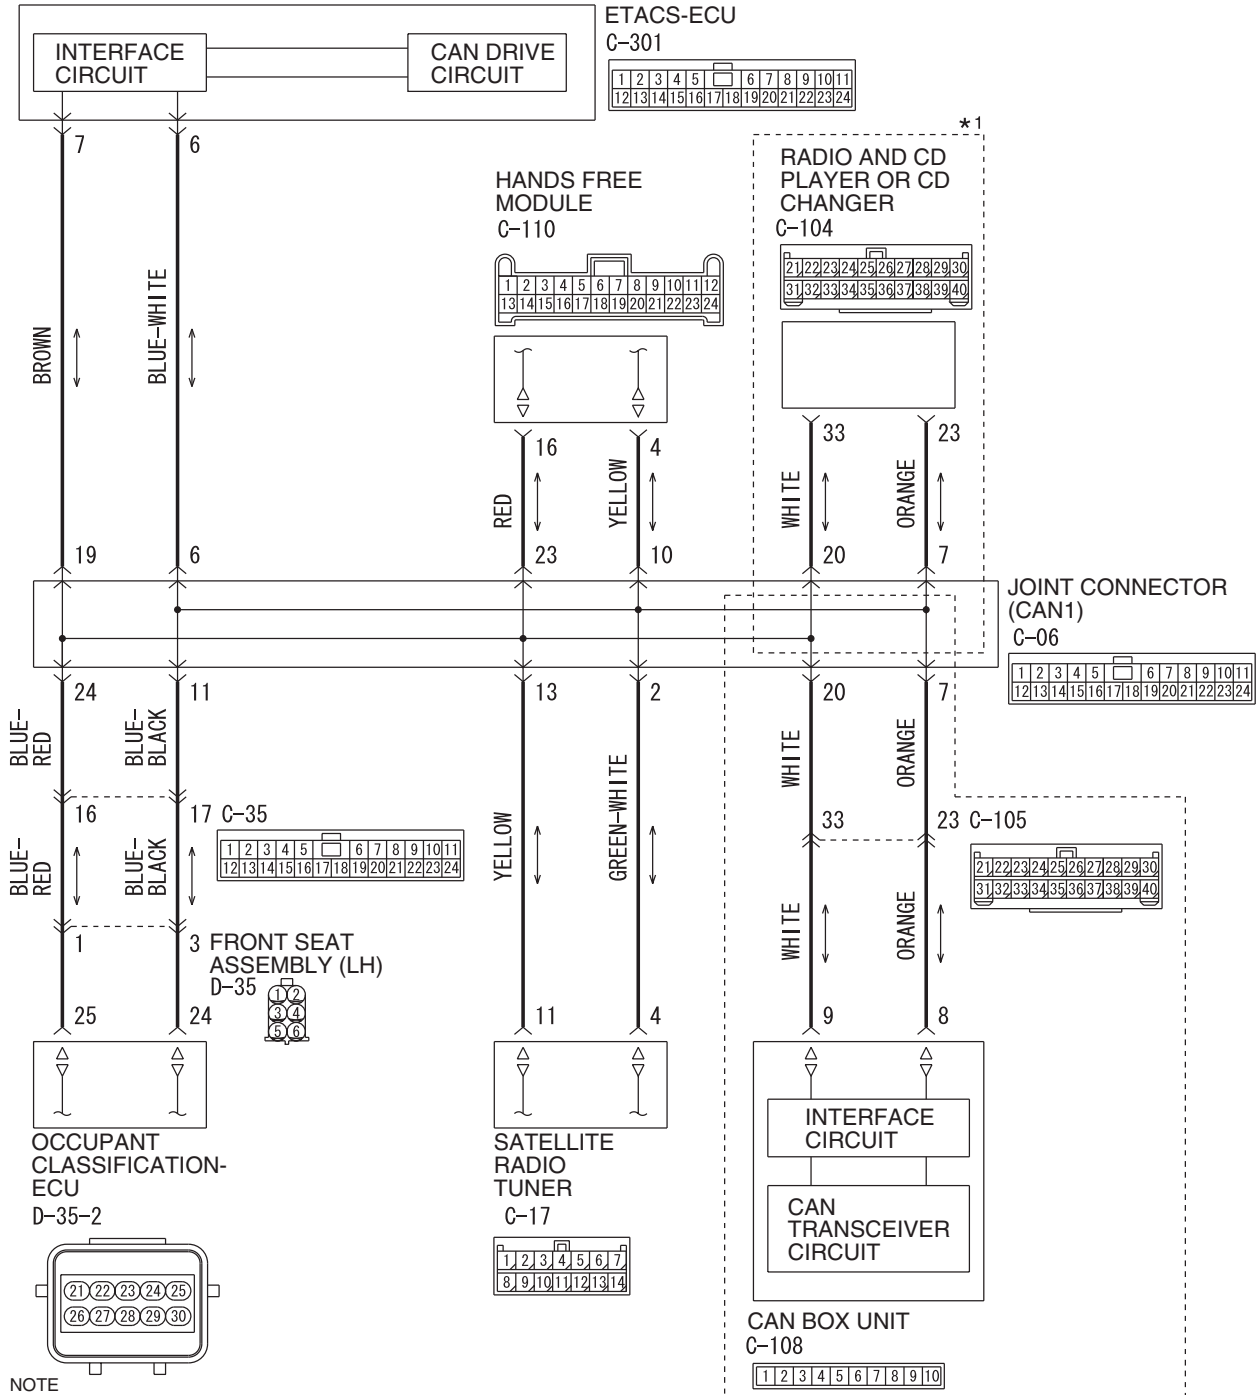 ETACS-ECU
C-301
INTERFACE
CIRCUIT
CAN DRIVE
CIRCUIT
1 2 3 4 5 6 7 8 9 10 11
12 13 14 15 16 17 18 19 20 21 22 23 24
7 6
*1
HANDS FREE
MODULE
C-110
1 2 3 4 5 6 7 8 9 10 11 12
13 14 15 16 17 18 19 20 21 22 23 24
RADIO AND CD
PLAYER OR CD
CHANGER
C-104
21 22 23 24 25 26 27 28 29 30
31 32 33 34 35 36 37 38 39 40
BROWN
BLUE-WHITE
16 4
33 23
RED
YELLOW
WHITE
ORANGE
19 6 23 10 20 7
JOINT CONNECTOR
(CAN1)
C-06
1 2 3 4 5 6 7 8 9 10 11
12 13 14 15 16 17 18 19 20 21 22 23 24
24 11 13 2 20 7
BLUE-
RED
BLUE-
BLACK
YELLOW
GREEN-WHITE
WHITE
ORANGE
16 17 C-35
1 2 3 4 5 6 7 8 9 10 11
12 13 14 15 16 17 18 19 20 21 22 23 24
33 23 C-105
21 22 23 24 25 26 27 28 29 30
31 32 33 34 35 36 37 38 39 40
BLUE-
RED
BLUE-
BLACK
WHITE
ORANGE
1 3 FRONT SEAT
ASSEMBLY (LH)
D-35
1 2
3 4
5 6
25 24 11 4 9 8
OCCUPANT
CLASSIFICATION-
ECU
D-35-2
21 22 23 24 25
26 27 28 29 30
SATELLITE
RADIO
TUNER
C-17
1 2 3 4 5 6 7
8 9 10 11 12 13 14
INTERFACE
CIRCUIT
CAN
TRANSCEIVER
CIRCUIT
CAN BOX UNIT
C-108
1 2 3 4 5 6 7 8 9 10
NOTE